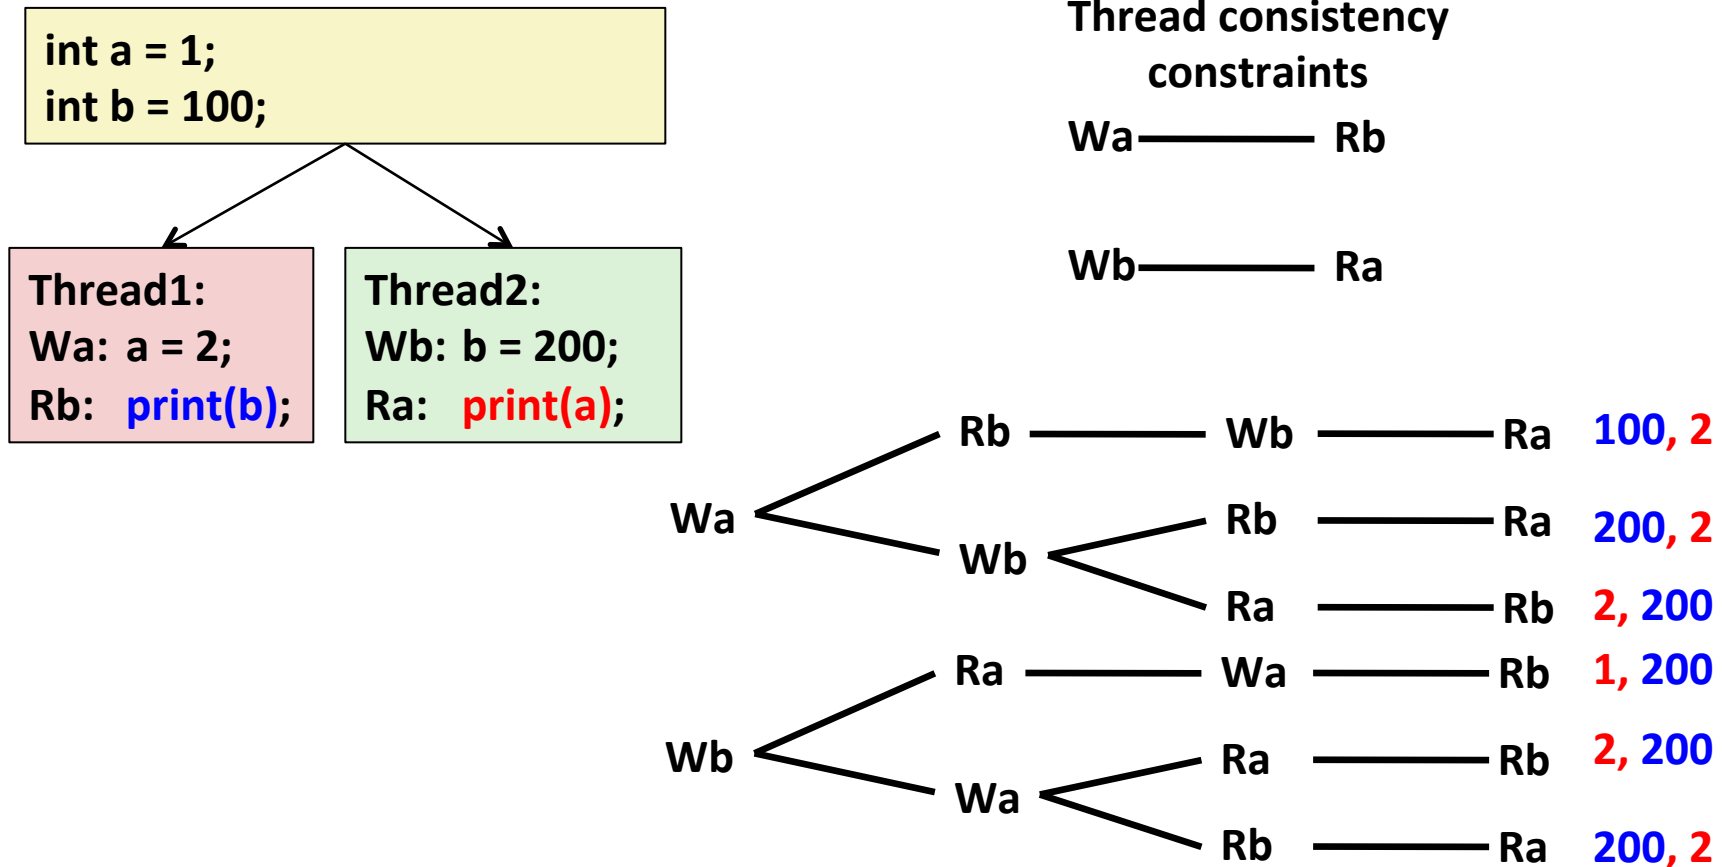 int a = 1;
int b = 100;
Thread1:
Wa: a = 2;
Rb: print(b);
Thread2:
Wb: b = 200;
Ra: print(a);
Thread consistency
constraints
Wa Rb
Wb Ra
Rb Wb Ra 100, 2
Wa
Rb Ra 200, 2
Wb
Ra Rb 2, 200
Ra Wa Rb 1, 200
Wb
Ra Rb 2, 200
Wa
Rb Ra 200, 2